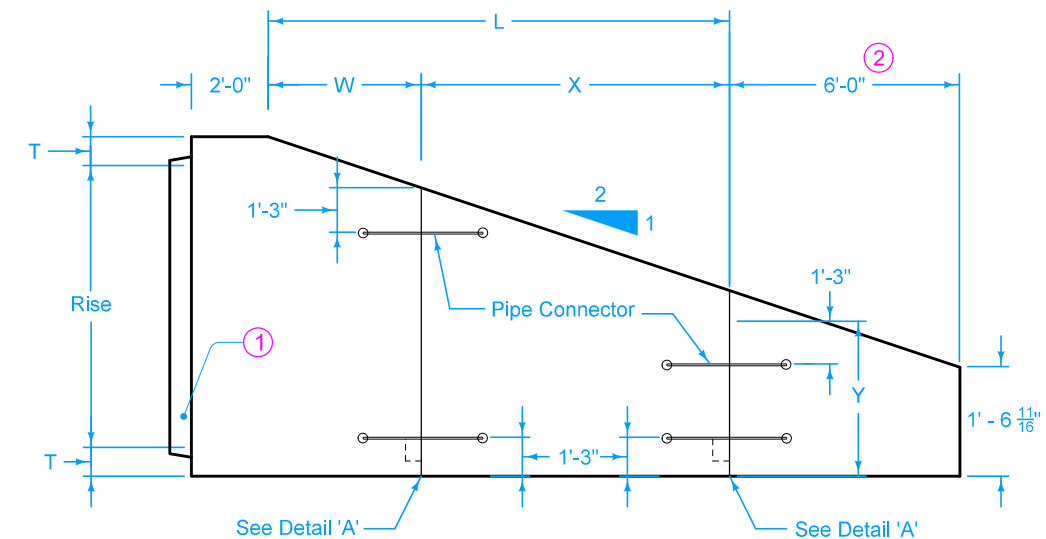 L
2
2'-0"
W
X
6'-0"
T
1'-3"
2
1
1'-3"
Rise
Pipe Connector
1
Y
1' - 6 11/16"
T
1'-3"
See Detail 'A'
See Detail 'A'